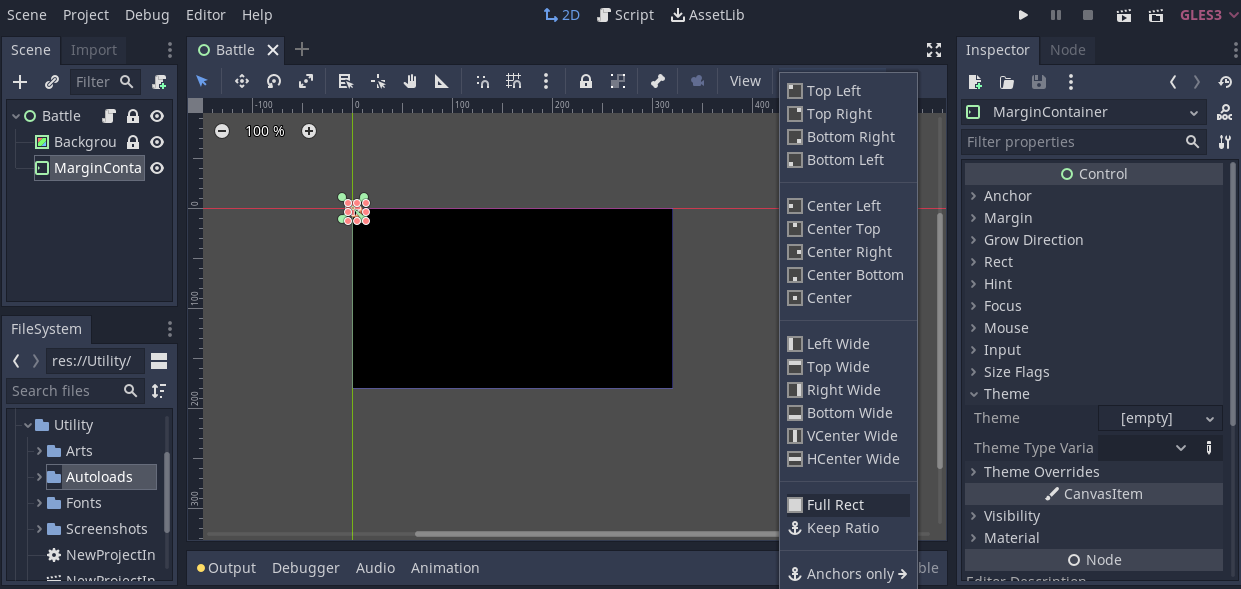 Scene Project Debug Editor Help 2D Script AssetLib GLES3
Scene Import
Battle
Inspector Node
Filter
View
Battle
Backgrou
MarginConta
-100 0 100 200 300 400
100 %
0
100
200
300
Top Left
Top Right
Bottom Right
Bottom Left
Center Left
Center Top
Center Right
Center Bottom
Center
Left Wide
Top Wide
Right Wide
Bottom Wide
VCenter Wide
HCenter Wide
Full Rect
Keep Ratio
Anchors only
MarginContainer
Filter properties
Control
Anchor
Margin
Grow Direction
Rect
Hint
Focus
Mouse
Input
Size Flags
Theme
Theme [empty]
Theme Type Varia
Theme Overrides
CanvasItem
Visibility
Material
Node
Editor Description
FileSystem
res://Utility/
Search files
Utility
Arts
Autoloads
Fonts
Screenshots
NewProjectIn
NewProjectIn
Output Debugger Audio Animation ble